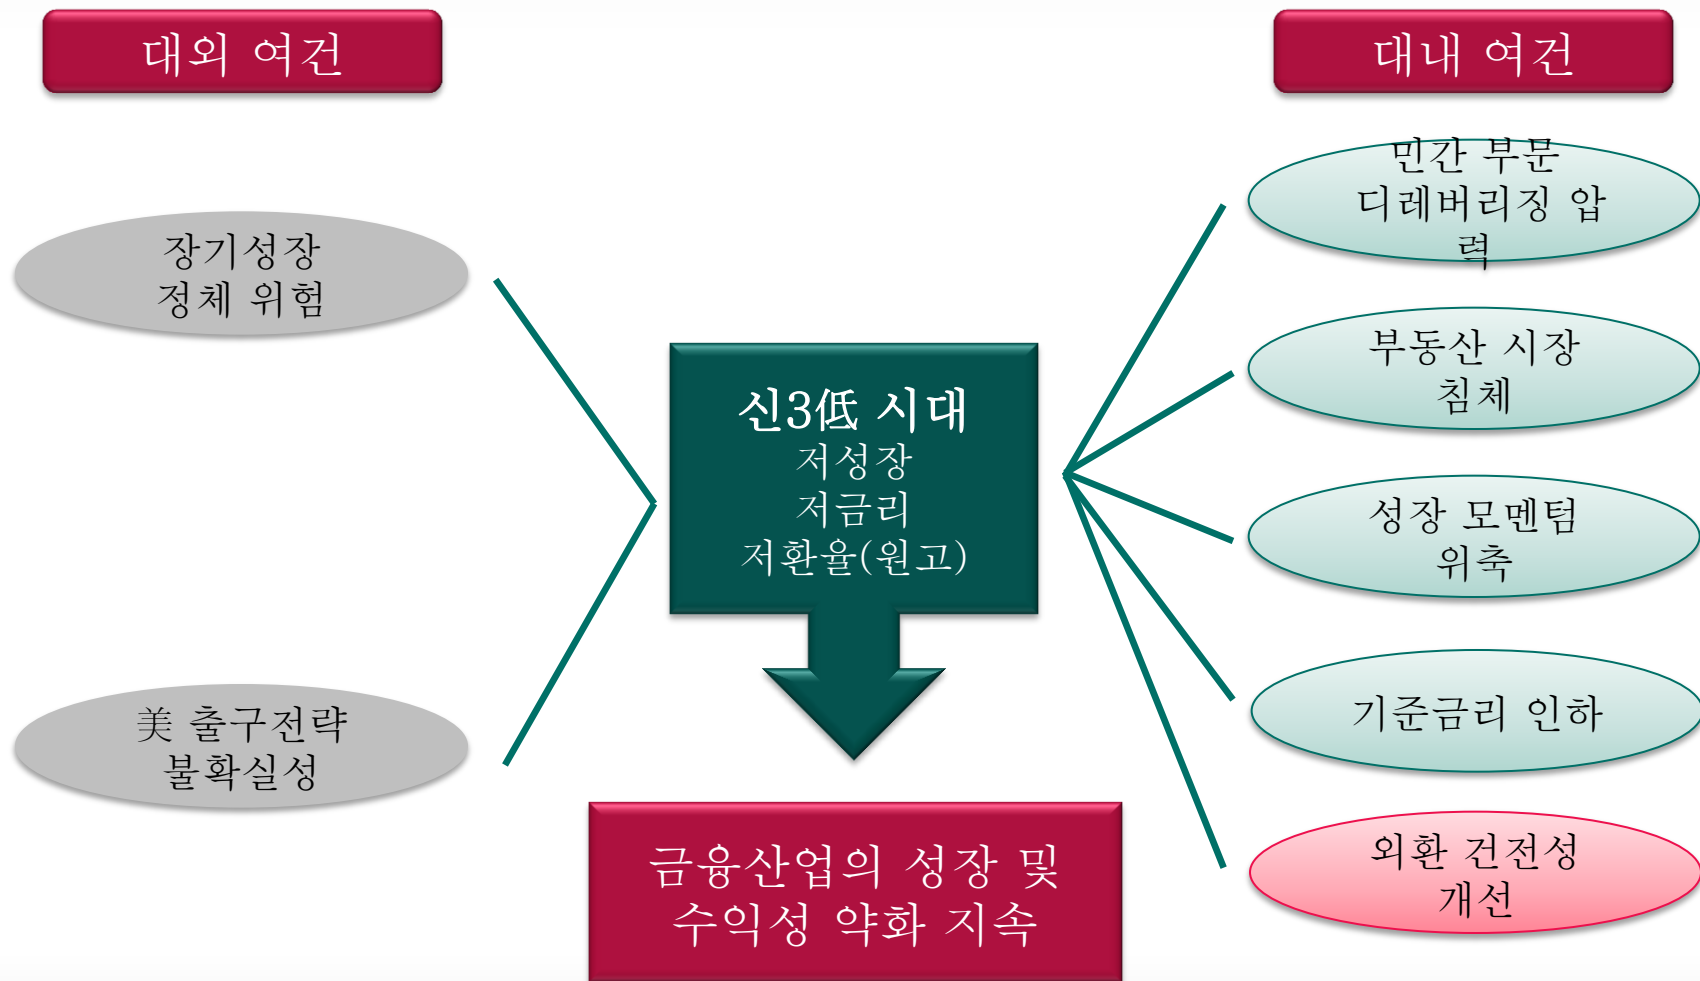 대외 여건
대내 여건
장기성장
정체 위험
美 출구전략
불확실성
신3低 시대
저성장
저금리
저환율(원고)
금융산업의 성장 및
수익성 약화 지속
민간 부문
디레버리징 압
력
부동산 시장
침체
성장 모멘텀
위축
기준금리 인하
외환 건전성
개선